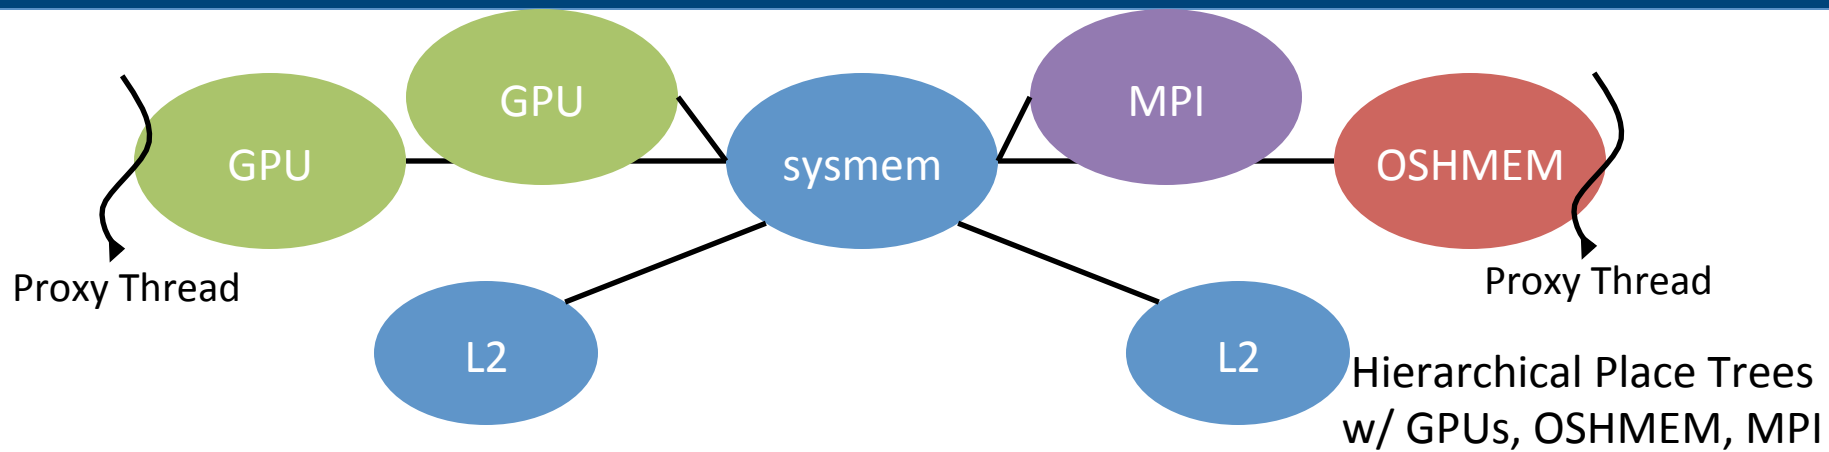 GPU
MPI
GPU
sysmem
OSHMEM
Proxy Thread
Proxy Thread
L2
L2
Hierarchical Place Trees
w/ GPUs, OSHMEM, MPI